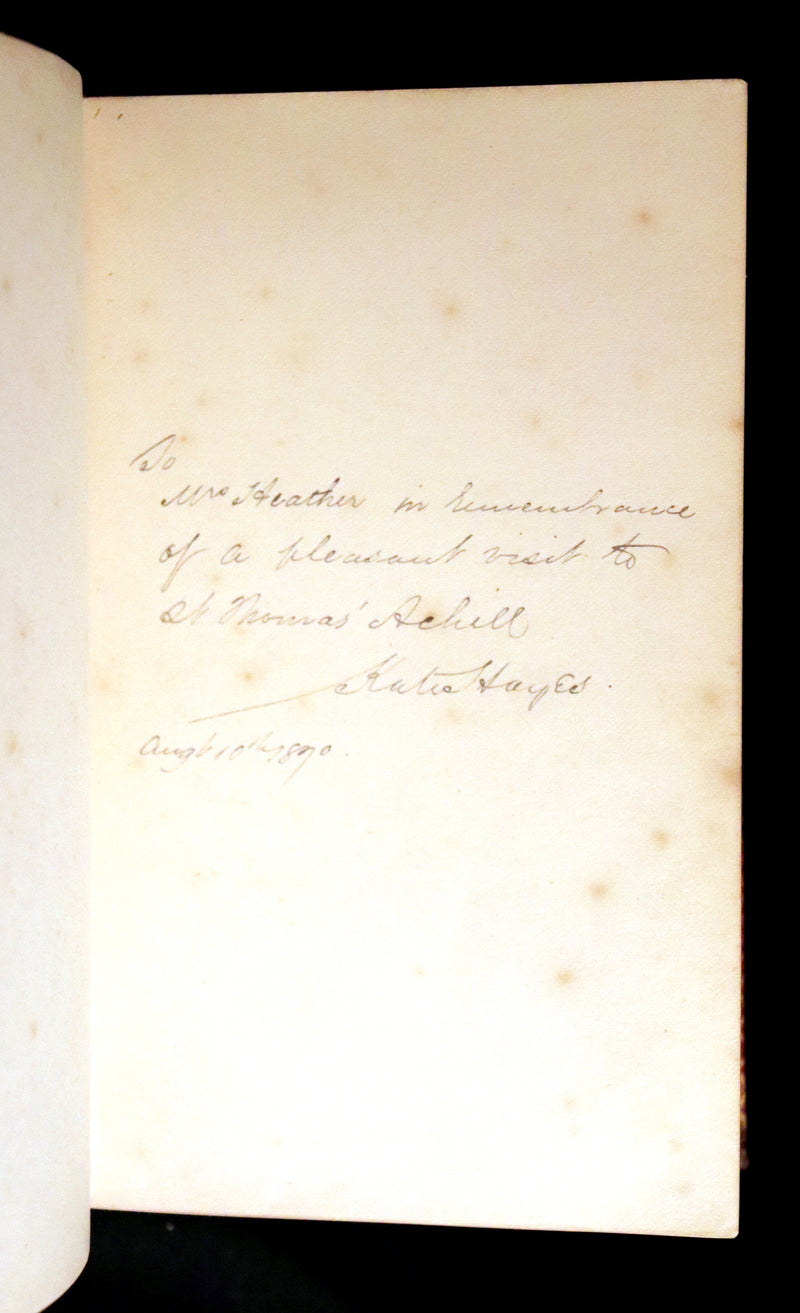 To
Mrs Heather in remembrance
of a pleasant visit to
St Thomas' Achill
Kate Hayes.
Augt 10th 1870.